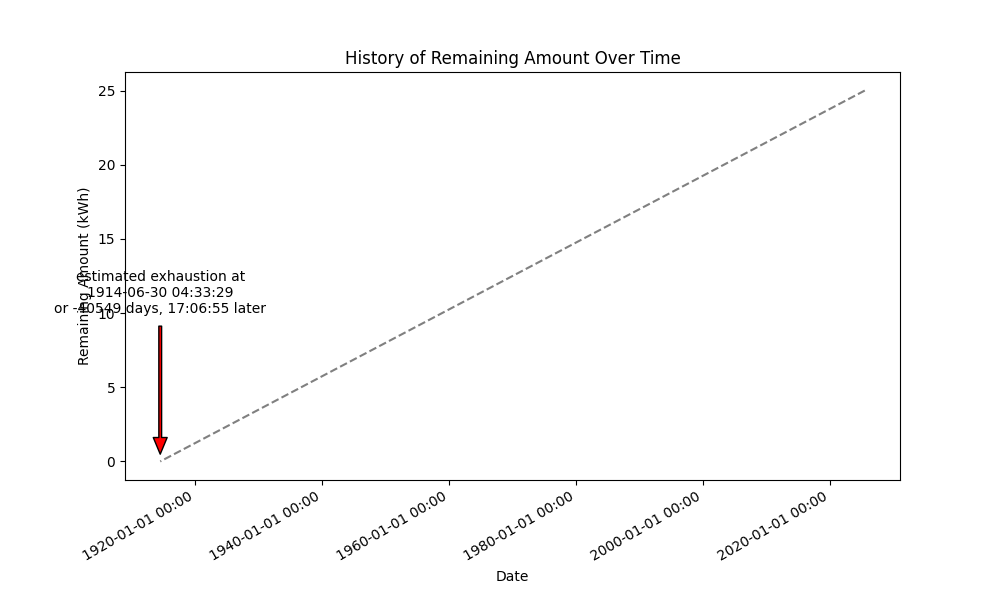 History of Remaining Amount Over Time
Remaining Amount (kWh)
25
20
15
10
5
0
estimated exhaustion at
1914-06-30 04:33:29
or -40549 days, 17:06:55 later
1920-01-01 00:00
1940-01-01 00:00
1960-01-01 00:00
1980-01-01 00:00
2000-01-01 00:00
2020-01-01 00:00
Date